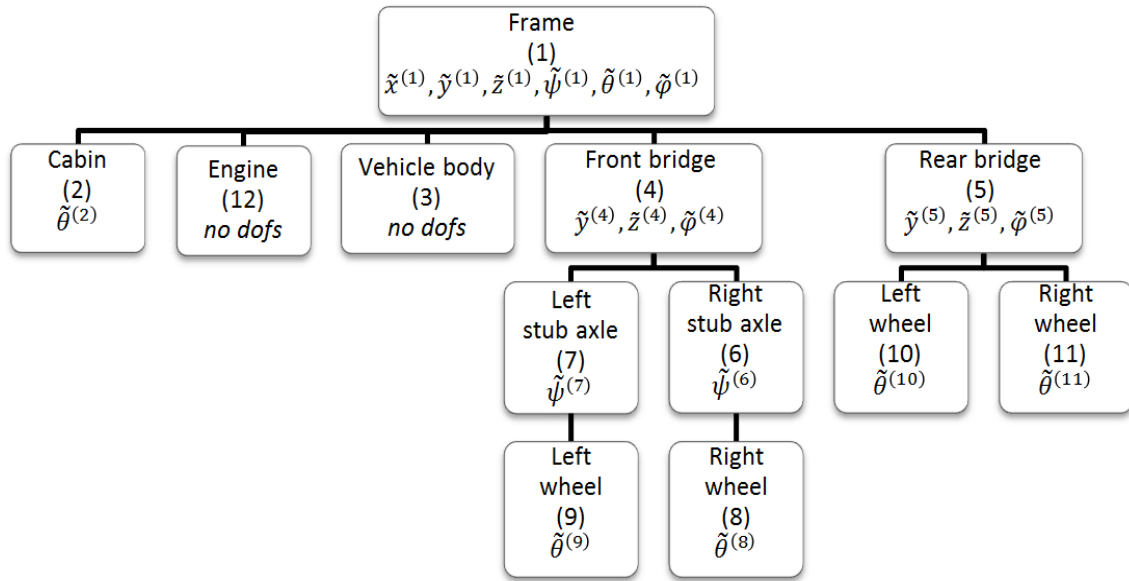 Frame
(1)
x̃⁽¹⁾, ỹ⁽¹⁾, z̃⁽¹⁾, ψ̃⁽¹⁾, θ̃⁽¹⁾, φ̃⁽¹⁾
Cabin
(2)
θ̃⁽²⁾
Engine
(12)
no dofs
Vehicle body
(3)
no dofs
Front bridge
(4)
ỹ⁽⁴⁾, z̃⁽⁴⁾, φ̃⁽⁴⁾
Rear bridge
(5)
ỹ⁽⁵⁾, z̃⁽⁵⁾, φ̃⁽⁵⁾
Left
stub axle
(7)
ψ̃⁽⁷⁾
Right
stub axle
(6)
ψ̃⁽⁶⁾
Left
wheel
(10)
θ̃⁽¹⁰⁾
Right
wheel
(11)
θ̃⁽¹¹⁾
Left
wheel
(9)
θ̃⁽⁹⁾
Right
wheel
(8)
θ̃⁽⁸⁾